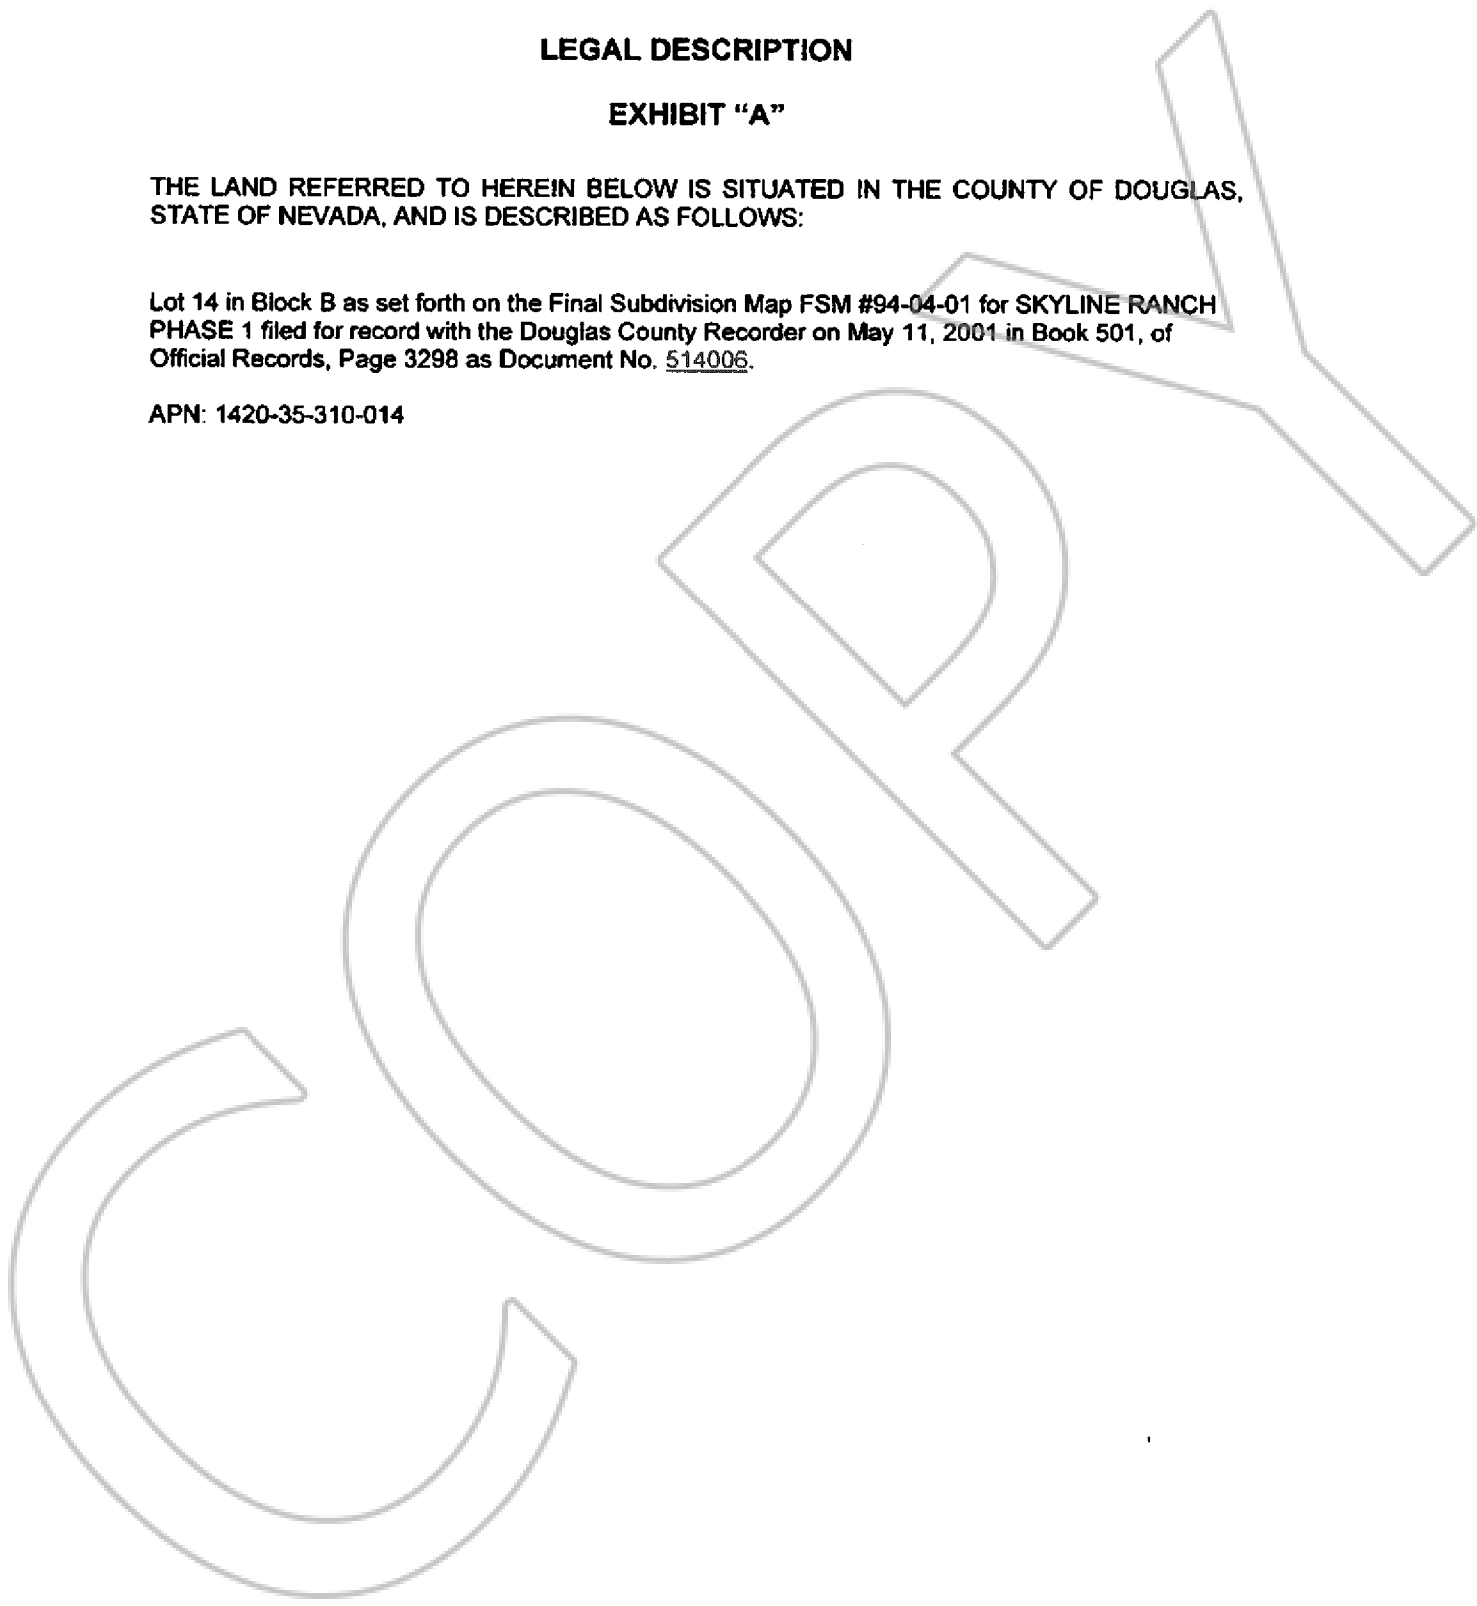 LEGAL DESCRIPTION
EXHIBIT “A”
THE LAND REFERRED TO HEREIN BELOW IS SITUATED IN THE COUNTY OF DOUGLAS,
STATE OF NEVADA, AND IS DESCRIBED AS FOLLOWS:
Lot 14 in Block B as set forth on the Final Subdivision Map FSM #94-04-01 for SKYLINE RANCH
PHASE 1 filed for record with the Douglas County Recorder on May 11, 2001 in Book 501, of
Official Records, Page 3298 as Document No. 514006.
APN: 1420-35-310-014
COPY